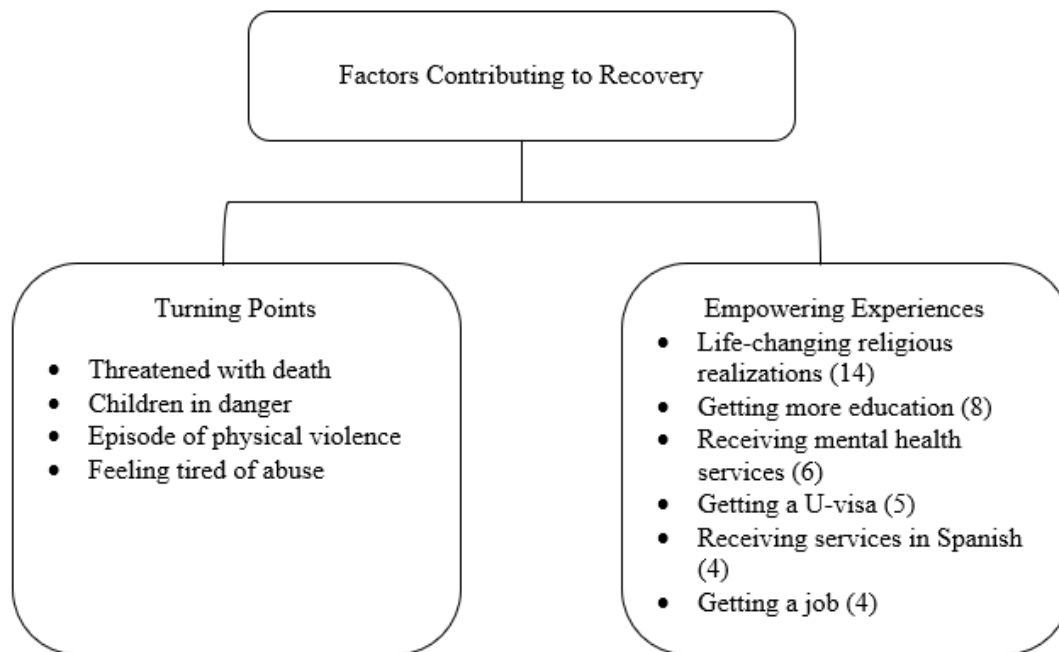 Factors Contributing to Recovery
Turning Points
• Threatened with death
• Children in danger
• Episode of physical violence
• Feeling tired of abuse
Empowering Experiences
• Life-changing religious
realizations (14)
• Getting more education (8)
• Receiving mental health
services (6)
• Getting a U-visa (5)
• Receiving services in Spanish
(4)
• Getting a job (4)